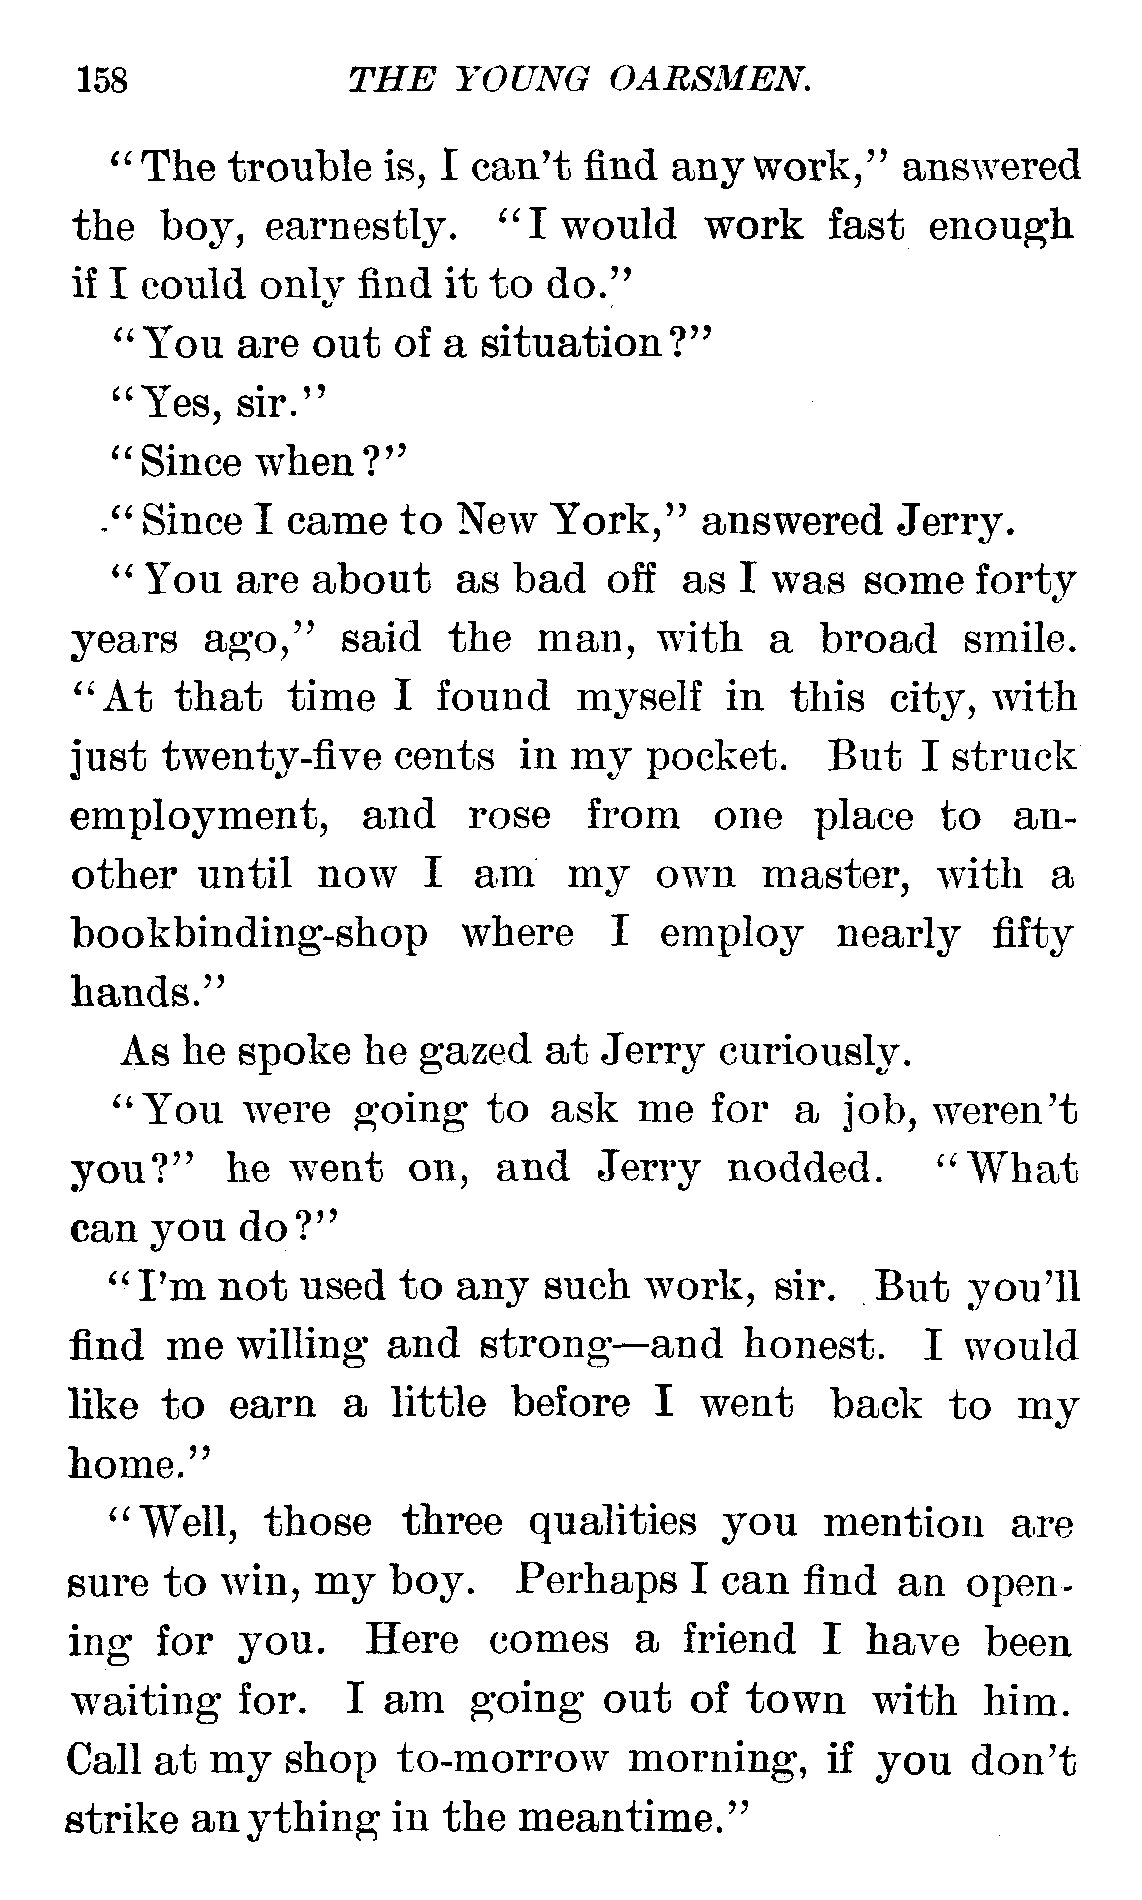 158 THE YOUNG OARSMEN.
"The trouble is, I can't find any work," answered
the boy, earnestly. "I would work fast enough
if I could only find it to do."
"You are out of a situation?"
"Yes, sir."
"Since when?"
"Since I came to New York," answered Jerry.
"You are about as bad off as I was some forty
years ago," said the man, with a broad smile.
"At that time I found myself in this city, with
just twenty-five cents in my pocket. But I struck
employment, and rose from one place to an-
other until now I am my own master, with a
bookbinding-shop where I employ nearly fifty
hands."
As he spoke he gazed at Jerry curiously.
"You were going to ask me for a job, weren't
you?" he went on, and Jerry nodded. "What
can you do?"
"I'm not used to any such work, sir. But you'll
find me willing and strong—and honest. I would
like to earn a little before I went back to my
home."
"Well, those three qualities you mention are
sure to win, my boy. Perhaps I can find an open-
ing for you. Here comes a friend I have been
waiting for. I am going out of town with him.
Call at my shop to-morrow morning, if you don't
strike anything in the meantime."